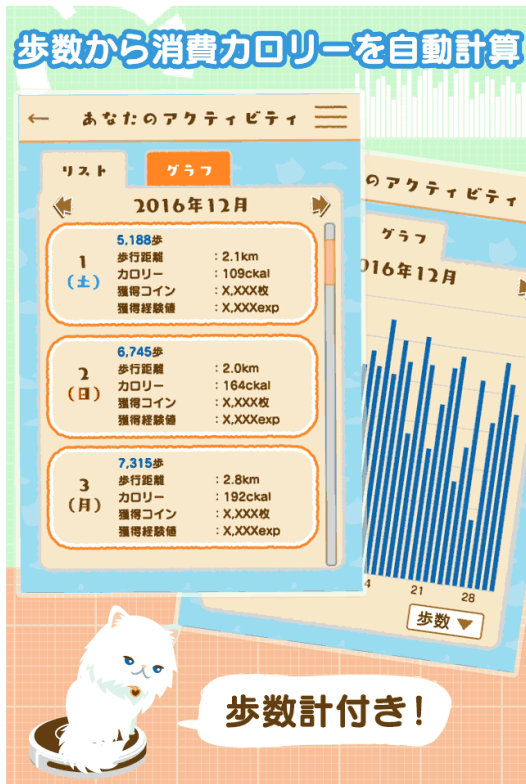 歩数から消費カロリーを自動計算
← あなたのアクティビティ
リスト グラフ
2016年12月
1
(土)
5,188歩
歩行距離 : 2.1km
カロリー : 109ckal
獲得コイン : X,XXX枚
獲得経験値 : X,XXXexp
2
(日)
6,745歩
歩行距離 : 2.0km
カロリー : 164ckal
獲得コイン : X,XXX枚
獲得経験値 : X,XXXexp
3
(月)
7,315歩
歩行距離 : 2.8km
カロリー : 192ckal
獲得コイン : X,XXX枚
獲得経験値 : X,XXXexp
のアクティビティ
グラフ
016年12月
4 21 28
歩数 ▼
歩数計付き!